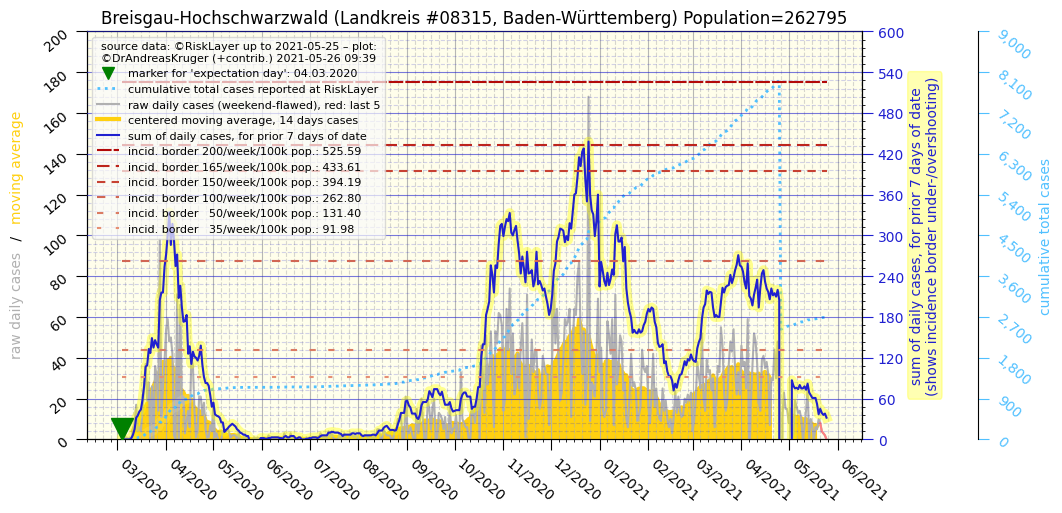 Breisgau-Hochschwarzwald (Landkreis #08315, Baden-Württemberg) Population=262795
source data: ©RiskLayer up to 2021-05-25 – plot:
©DrAndreasKruger (+contrib.) 2021-05-26 09:39
marker for 'expectation day': 04.03.2020
cumulative total cases reported at RiskLayer
raw daily cases (weekend-flawed), red: last 5
centered moving average, 14 days cases
sum of daily cases, for prior 7 days of date
incid. border 200/week/100k pop.: 525.59
incid. border 165/week/100k pop.: 433.61
incid. border 150/week/100k pop.: 394.19
incid. border 100/week/100k pop.: 262.80
incid. border 50/week/100k pop.: 131.40
incid. border 35/week/100k pop.: 91.98
raw daily cases / moving average
200
180
160
140
120
100
80
60
40
20
0
03/2020
04/2020
05/2020
06/2020
07/2020
08/2020
09/2020
10/2020
11/2020
12/2020
01/2021
02/2021
03/2021
04/2021
05/2021
06/2021
600
540
480
420
360
300
240
180
120
60
0
sum of daily cases, for prior 7 days of date
(shows incidence border under-/overshooting)
9,000
8,100
7,200
6,300
5,400
4,500
3,600
2,700
1,800
900
0
cumulative total cases